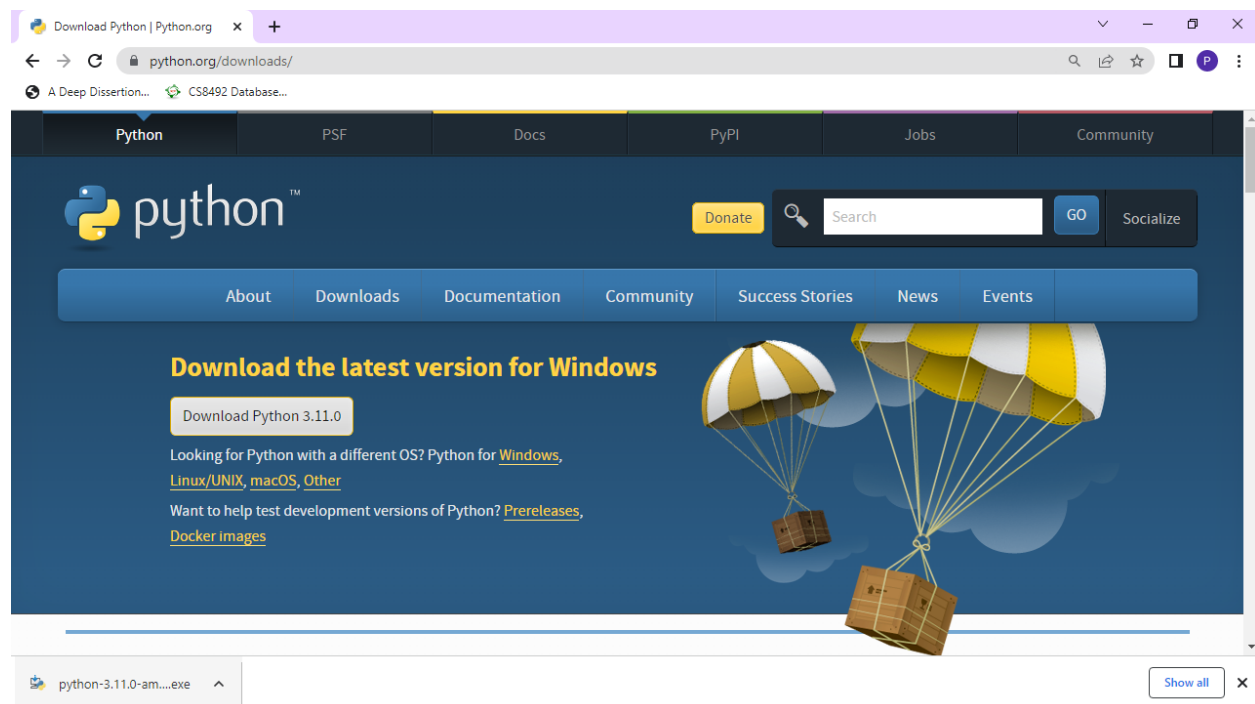 Download Python | Python.org
python.org/downloads/
P
A Deep Dissertion... CS8492 Database...
Python PSF Docs PyPI Jobs Community
python™
Donate Search GO Socialize
About Downloads Documentation Community Success Stories News Events
Download the latest version for Windows
Download Python 3.11.0
Looking for Python with a different OS? Python for Windows,
Linux/UNIX, macOS, Other
Want to help test development versions of Python? Prereleases,
Docker images
python-3.11.0-am....exe Show all